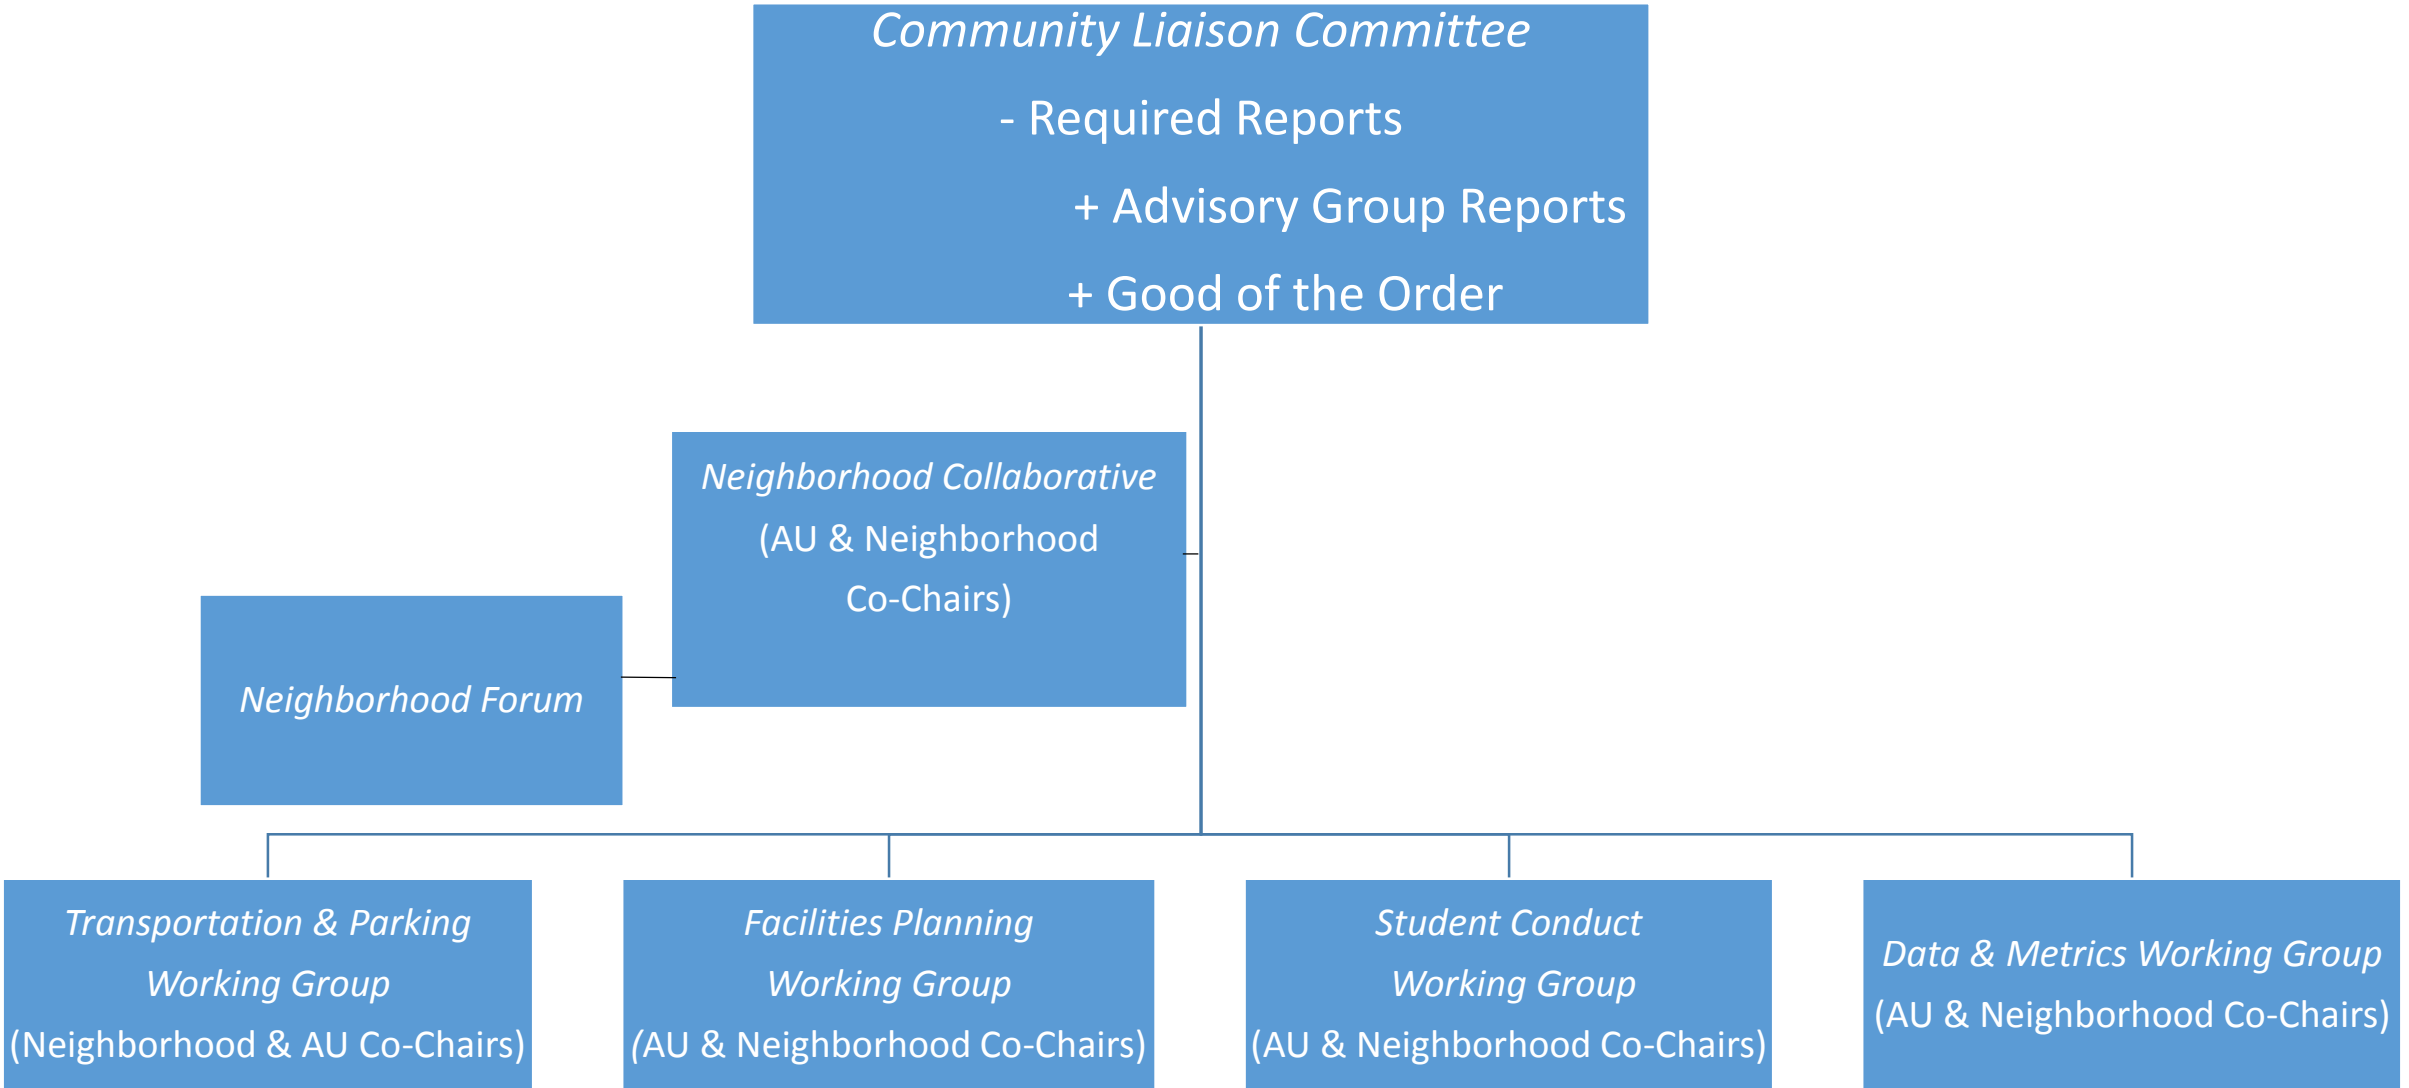 Community Liaison Committee
- Required Reports
+ Advisory Group Reports
+ Good of the Order
Neighborhood Collaborative
(AU & Neighborhood
Co-Chairs)
Neighborhood Forum
Transportation & Parking
Working Group
(Neighborhood & AU Co-Chairs)
Facilities Planning
Working Group
(AU & Neighborhood Co-Chairs)
Student Conduct
Working Group
(AU & Neighborhood Co-Chairs)
Data & Metrics Working Group
(AU & Neighborhood Co-Chairs)